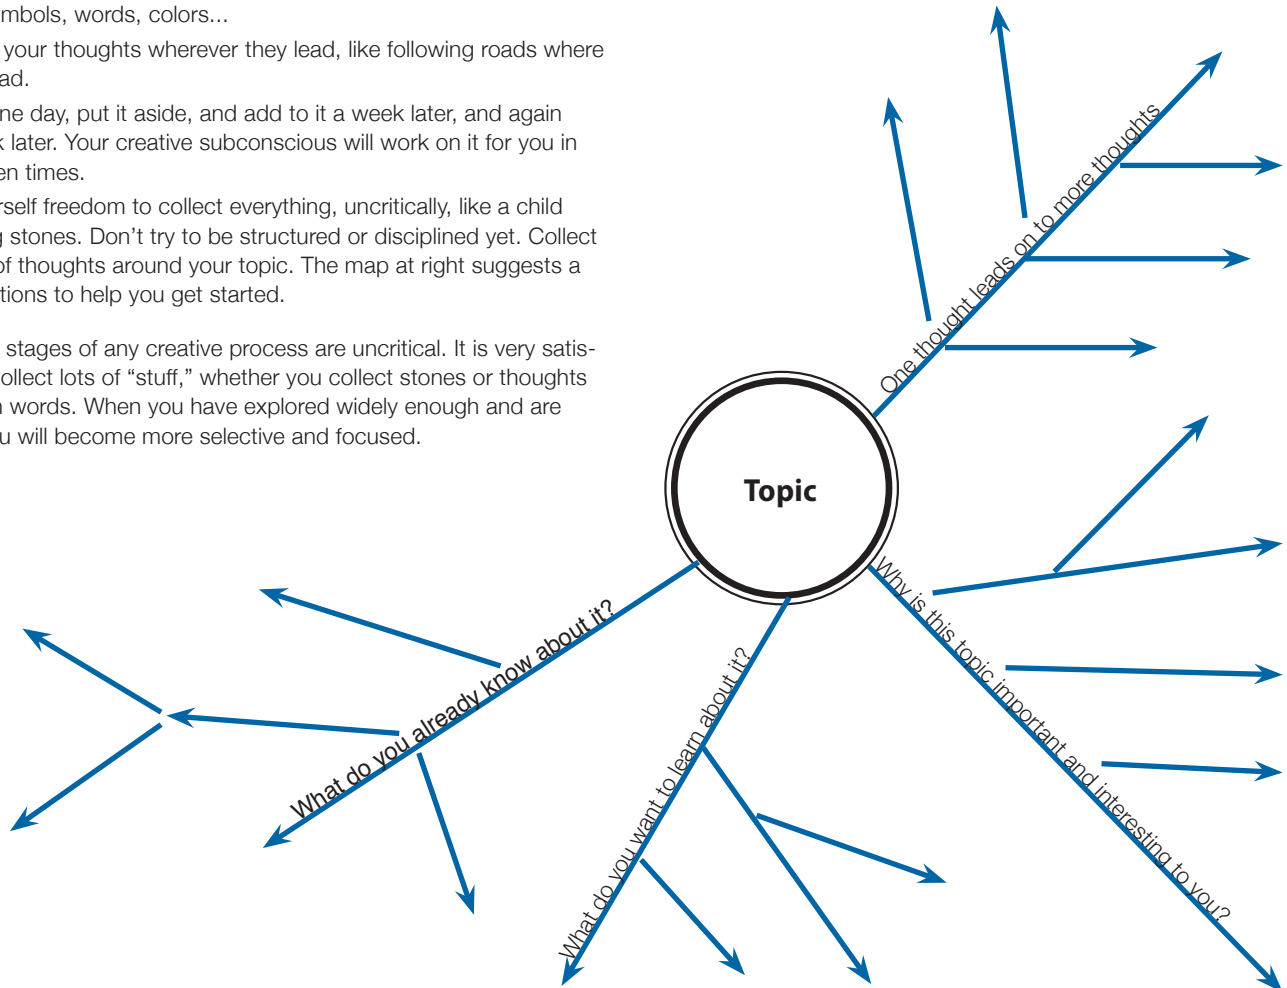 mbols, words, colors...
your thoughts wherever they lead, like following roads where
ad.
ne day, put it aside, and add to it a week later, and again
k later. Your creative subconscious will work on it for you in
en times.
rself freedom to collect everything, uncritically, like a child
g stones. Don’t try to be structured or disciplined yet. Collect
of thoughts around your topic. The map at right suggests a
tions to help you get started.
stages of any creative process are uncritical. It is very satis-
ollect lots of “stuff,” whether you collect stones or thoughts
n words. When you have explored widely enough and are
u will become more selective and focused.
One thought leads on to more thoughts
Topic
Why is this topic important and interesting to you?
What do you already know about it?
What do you want to learn about it?